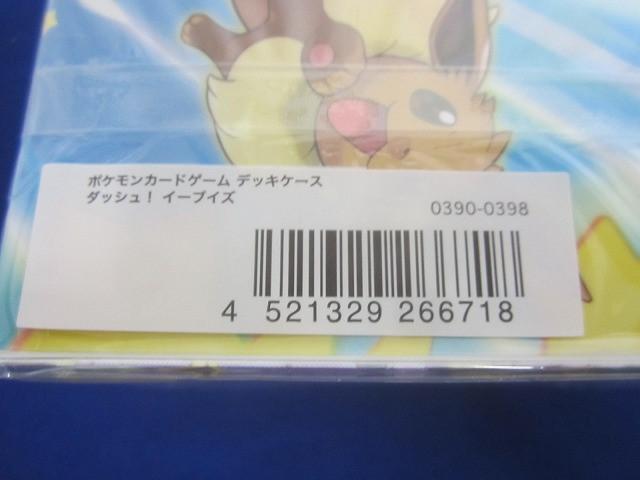 ポケモンカードゲーム デッキケース
ダッシュ! イーブイズ
0390-0398
4 521329 266718